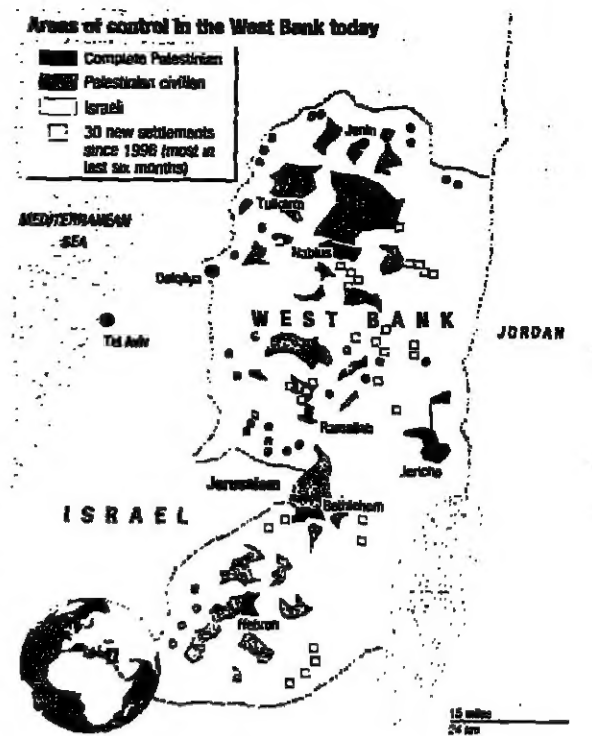 Areas of control in the West Bank today
Complete Palestinian
Palestinian civilian
Israeli
30 new settlements
since 1996 (most in
last six months)
Jenin
MEDITERRANEAN
SEA
Tulkarm
Nablus
Qalqilya
WEST BANK
Tel Aviv
JORDAN
Ramallah
Jericho
Jerusalem
Bethlehem
ISRAEL
Hebron
15 miles
24 km